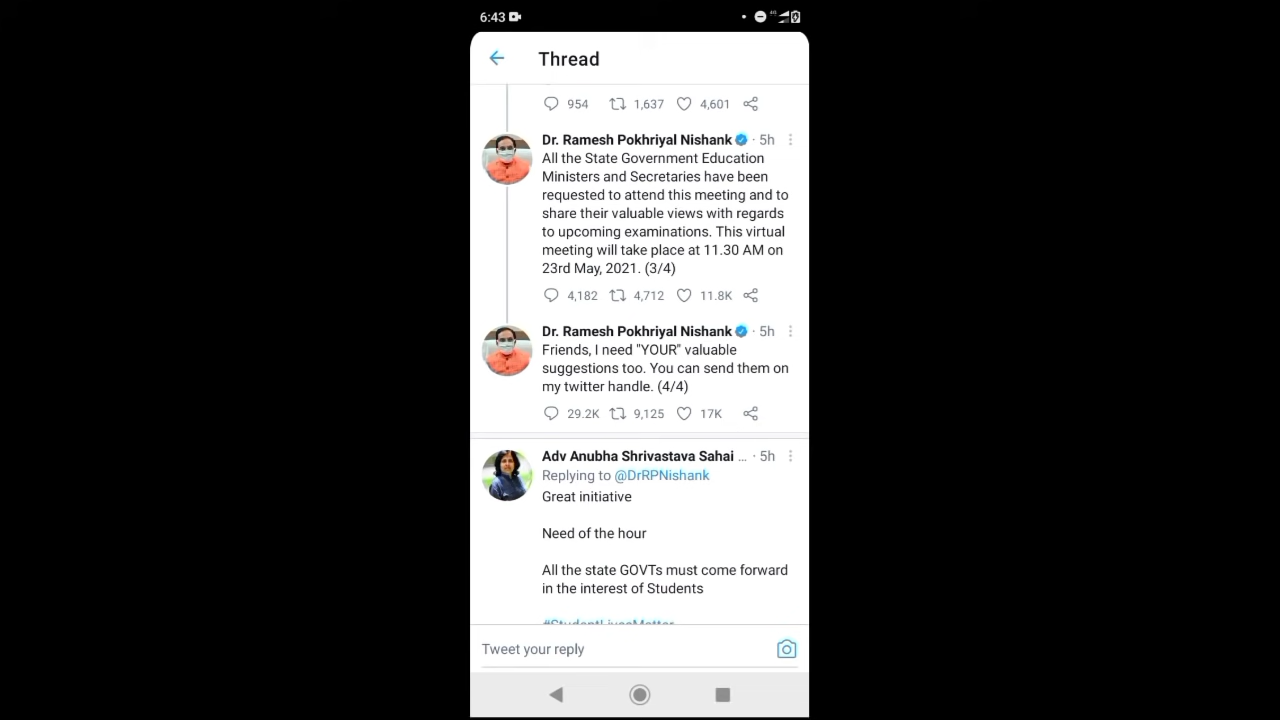 6:43
Thread
954 1,637 4,601
Dr. Ramesh Pokhriyal Nishank · 5h
All the State Government Education
Ministers and Secretaries have been
requested to attend this meeting and to
share their valuable views with regards
to upcoming examinations. This virtual
meeting will take place at 11.30 AM on
23rd May, 2021. (3/4)
4,182 4,712 11.8K
Dr. Ramesh Pokhriyal Nishank · 5h
Friends, I need "YOUR" valuable
suggestions too. You can send them on
my twitter handle. (4/4)
29.2K 9,125 17K
Adv Anubha Shrivastava Sahai ... · 5h
Replying to @DrRPNishank
Great initiative
Need of the hour
All the state GOVTs must come forward
in the interest of Students
#StudentLivesMatter
Tweet your reply